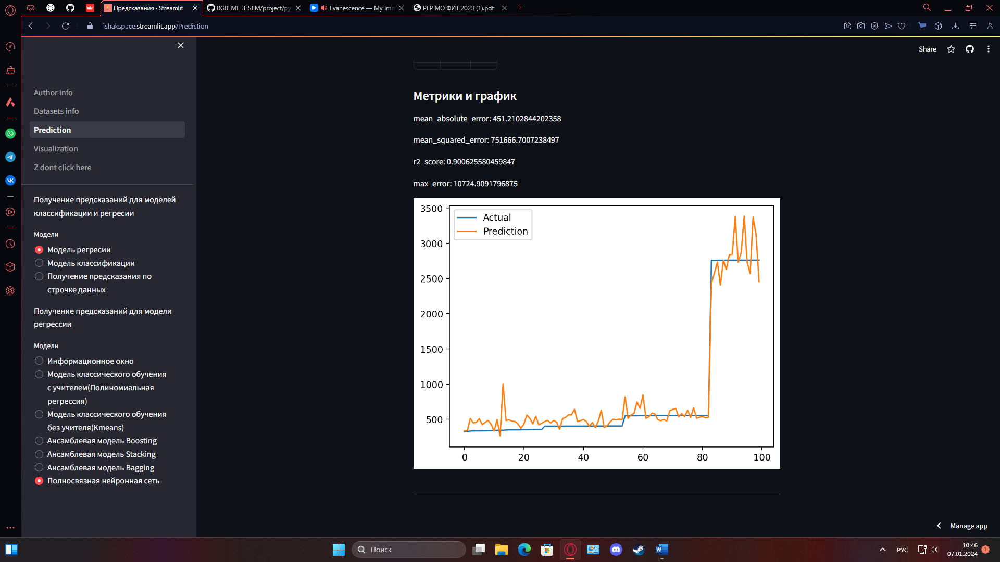 Предсказания · Streamlit
RGR_ML_3_SEM/project/py
Evanescence — My Imm
РГР МО ФИТ 2023 (1).pdf
ishakspace.streamlit.app/Prediction
Share
Author info
Datasets info
Prediction
Visualization
Z dont click here
Получение предсказаний для моделей
классификации и регресии
Модели
Модель регресии
Модель классификации
Получение предсказания по
строчке данных
Получение предсказаний для модели
регрессии
Модели
Информационное окно
Модель классического обучения
с учителем(Полиномиальная
регрессия)
Модель классического обучения
без учителя(Kmeans)
Ансамблевая модель Boosting
Ансамблевая модель Stacking
Ансамблевая модель Bagging
Полносвязная нейронная сеть
Метрики и график
mean_absolute_error: 451.2102844202358
mean_squared_error: 751666.7007238497
r2_score: 0.900625580459847
max_error: 10724.9091796875
Actual
Prediction
3500
3000
2500
2000
1500
1000
500
0
20
40
60
80
100
Manage app
Поиск
РУС
10:46
07.01.2024
1